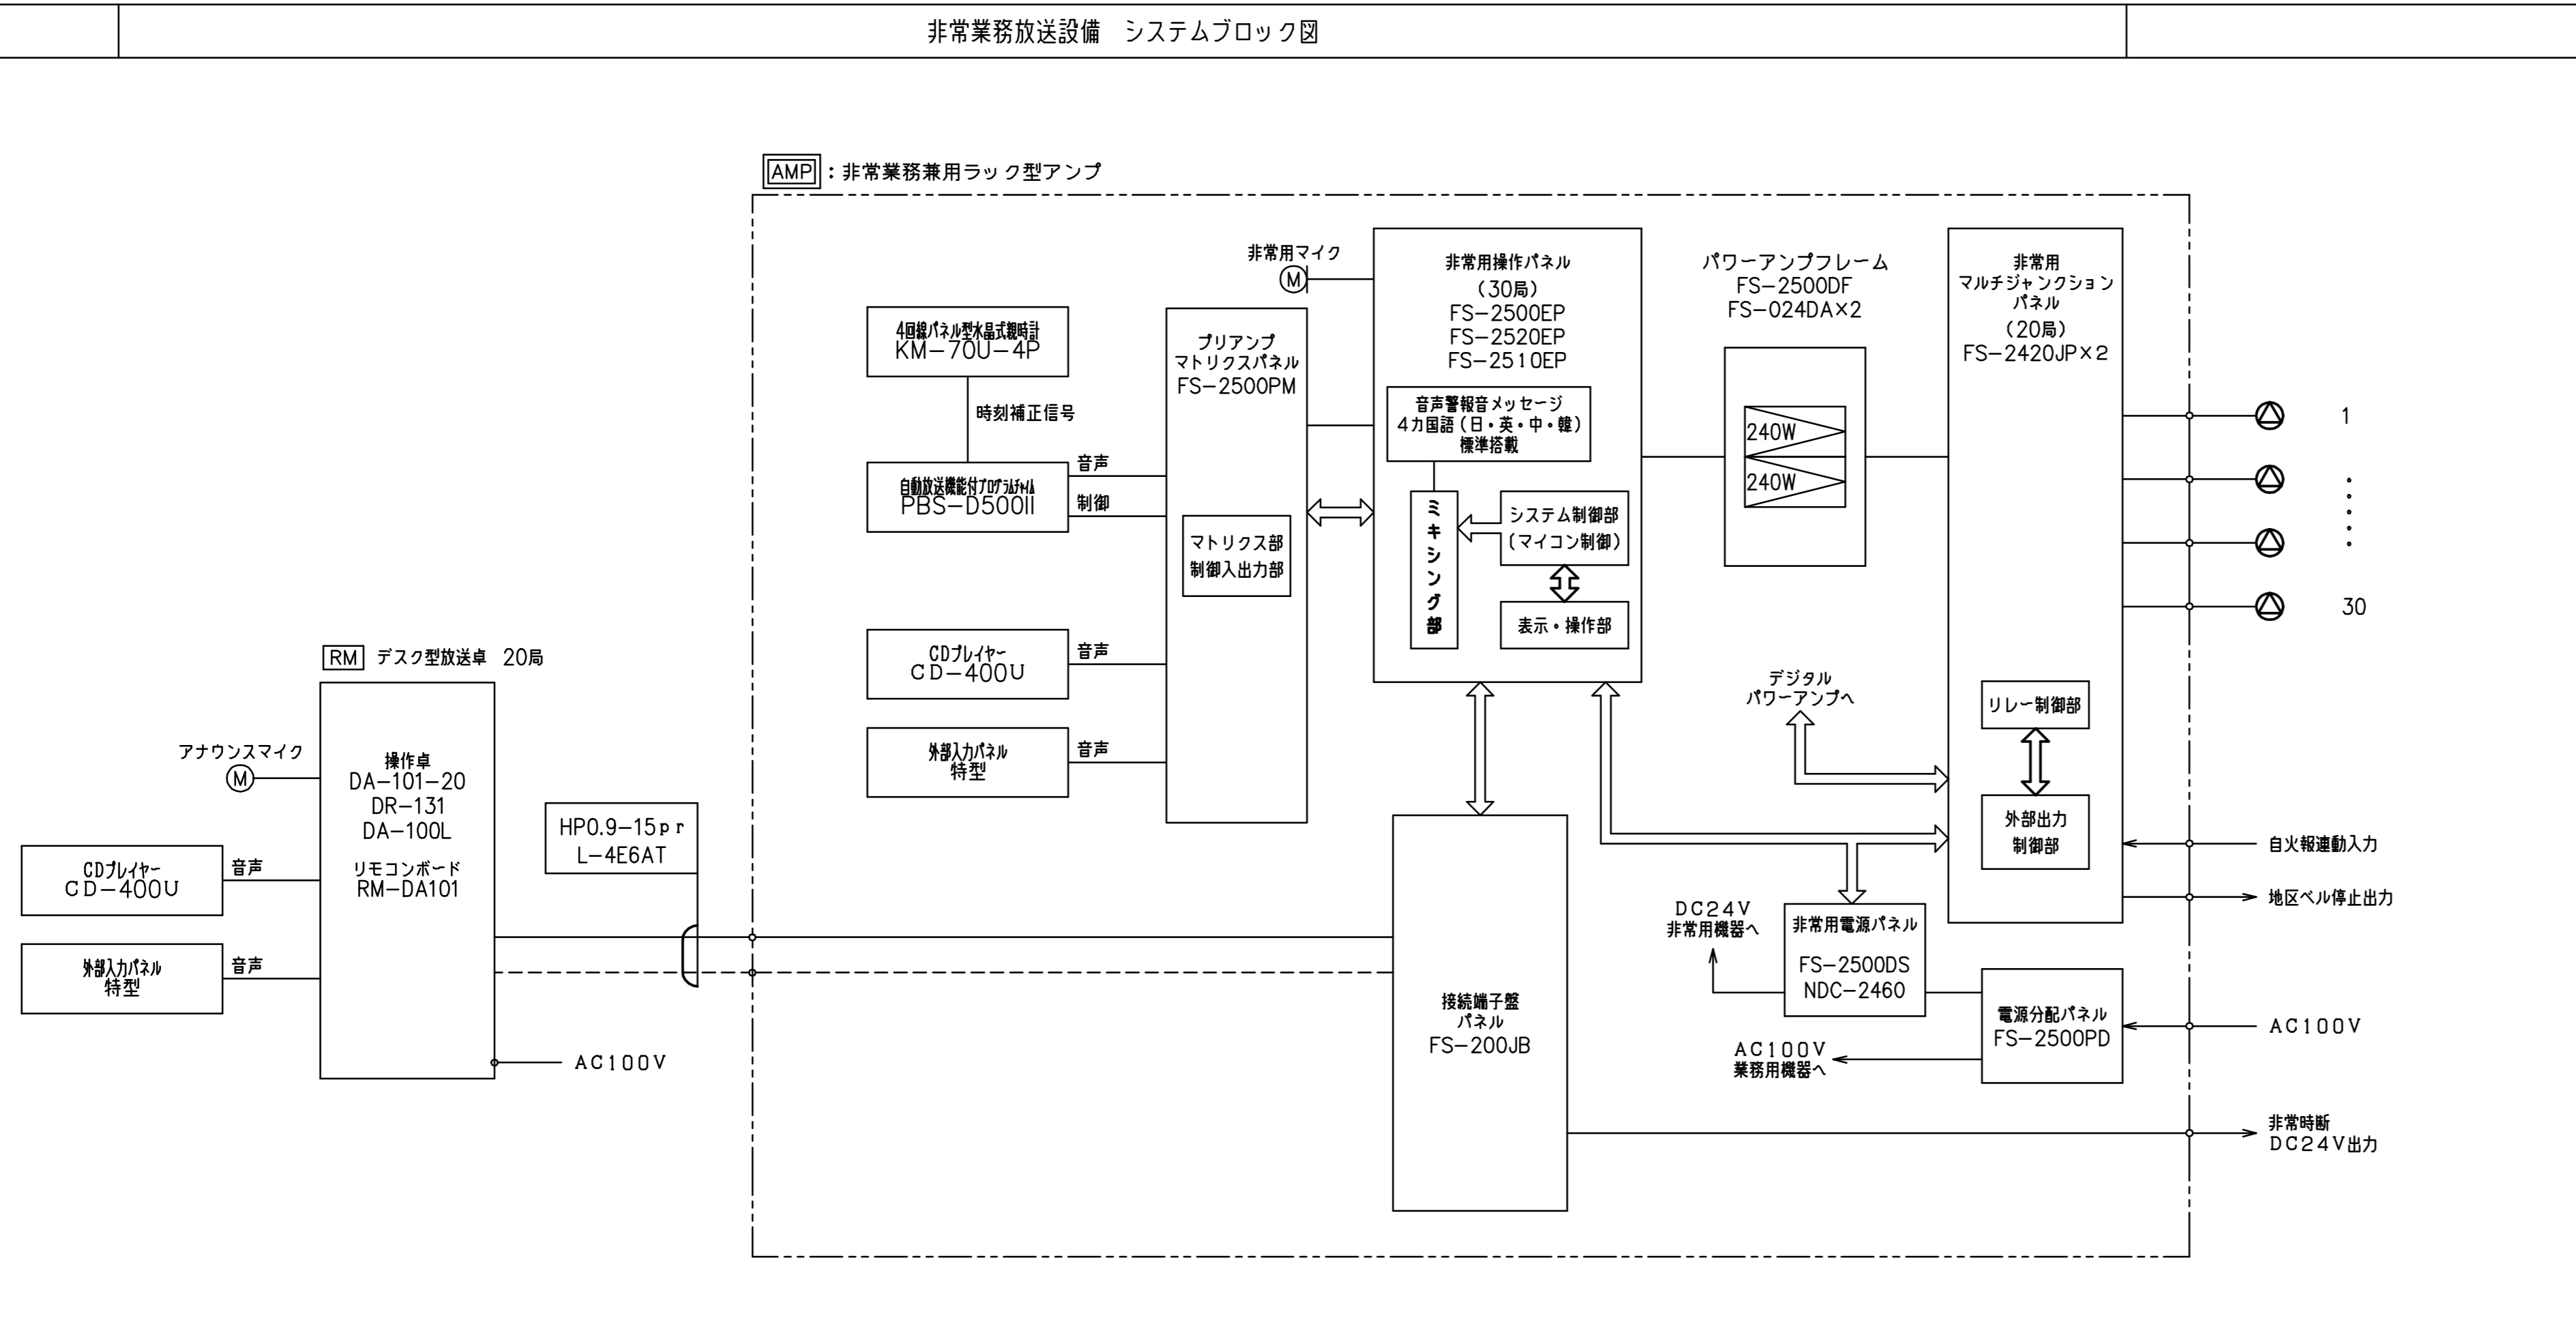 非常業務放送設備 システムブロック図
AMP：非常業務兼用ラック型アンプ
非常用マイク
M
4回線パネル型水晶式親時計
KM-70U-4P
時刻補正信号
自動放送機能付プログラムチャイム
PBS-D500II
音声
制御
CDプレイヤー
CD-400U
音声
外部入力パネル
特型
音声
プリアンプ
マトリクスパネル
FS-2500PM
マトリクス部
制御入出力部
非常用操作パネル
(30局)
FS-2500EP
FS-2520EP
FS-2510EP
音声警報音メッセージ
4カ国語(日・英・中・韓)
標準搭載
ミキシング部
システム制御部
(マイコン制御)
表示・操作部
パワーアンプフレーム
FS-2500DF
FS-024DA×2
240W
240W
非常用
マルチジャンクション
パネル
(20局)
FS-2420JP×2
リレー制御部
外部出力
制御部
デジタル
パワーアンプへ
1
30
自火報連動入力
地区ベル停止出力
RM デスク型放送卓 20局
アナウンスマイク
M
操作卓
DA-101-20
DR-131
DA-100L
リモコンボード
RM-DA101
CDプレイヤー
CD-400U
音声
外部入力パネル
特型
音声
AC100V
HP0.9-15pr
L-4E6AT
接続端子盤
パネル
FS-200JB
DC24V
非常用機器へ
非常用電源パネル
FS-2500DS
NDC-2460
電源分配パネル
FS-2500PD
AC100V
業務用機器へ
AC100V
非常時断
DC24V出力